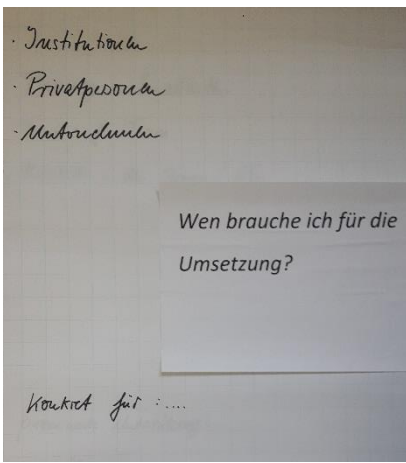 · Institutionen
· Privatpersonen
· Unternehmen
Wen brauche ich für die
Umsetzung?
Konkret für : ....